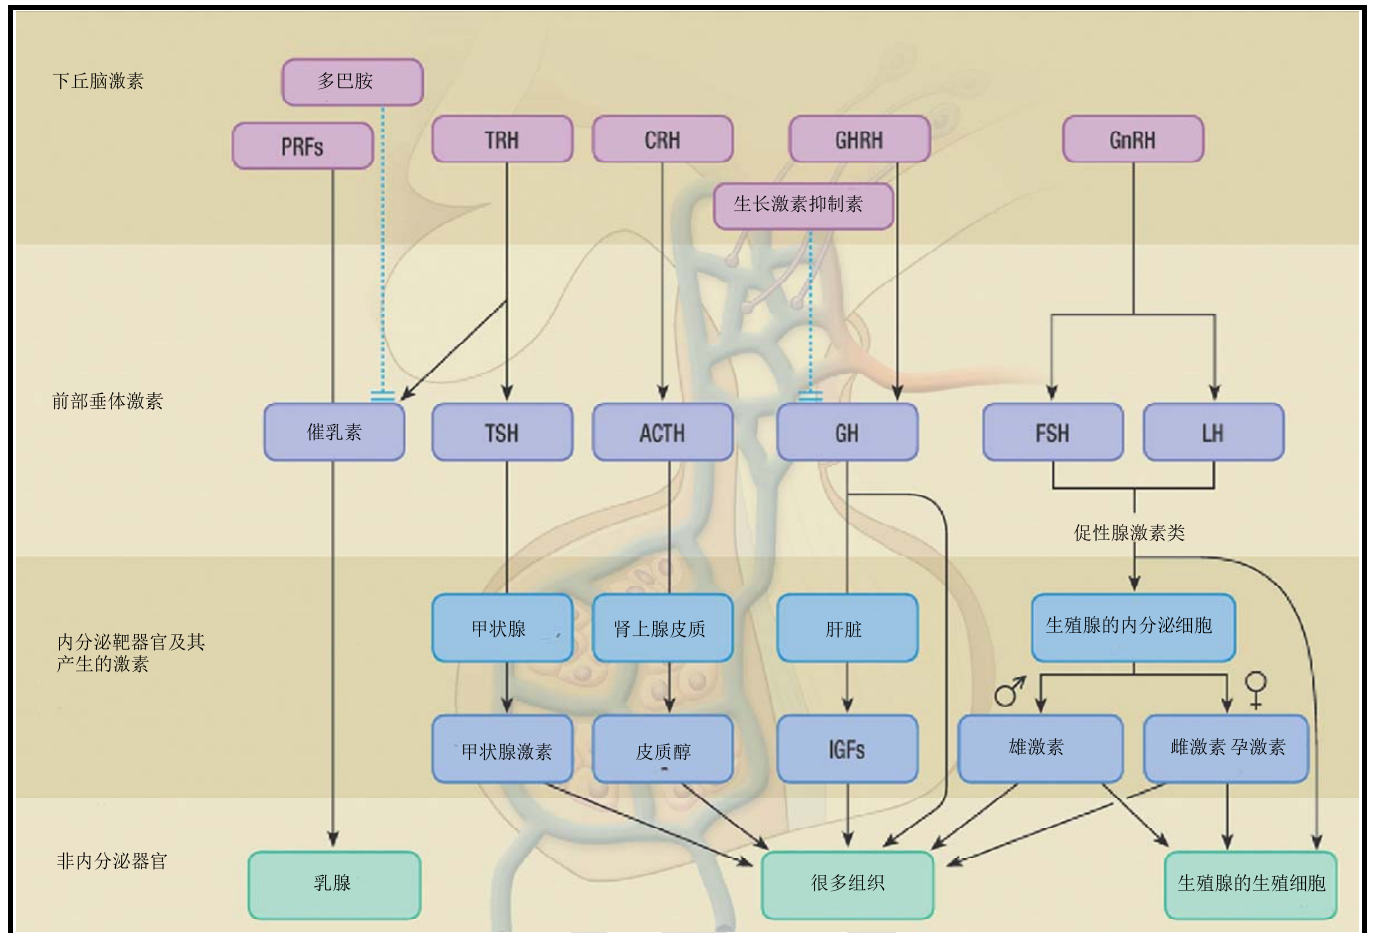 下丘脑激素
多巴胺
PRFs
TRH
CRH
GHRH
GnRH
生长激素抑制素
前部垂体激素
催乳素
TSH
ACTH
GH
FSH
LH
促性腺激素类
内分泌靶器官及其
产生的激素
甲状腺
肾上腺皮质
肝脏
生殖腺的内分泌细胞
♂
♀
甲状腺激素
皮质醇
IGFs
雄激素
雌激素 孕激素
非内分泌器官
乳腺
很多组织
生殖腺的生殖细胞